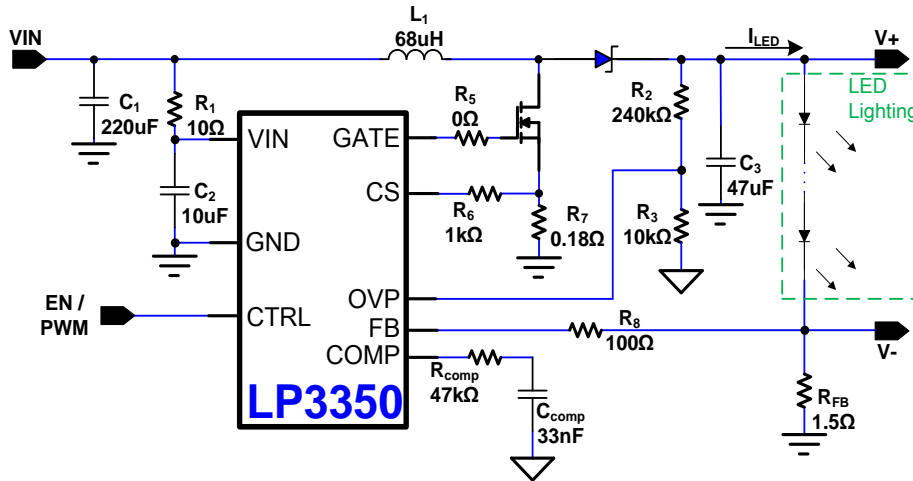 VIN
L1
68uH
ILED
V+
C1
220uF
R1
10Ω
R5
0Ω
R2
240kΩ
LED
Lighting
VIN
GATE
C3
47uF
C2
10uF
CS
R6
1kΩ
R7
0.18Ω
R3
10kΩ
GND
EN /
PWM
CTRL
OVP
FB
COMP
R8
100Ω
V-
Rcomp
47kΩ
LP3350
Ccomp
33nF
RFB
1.5Ω